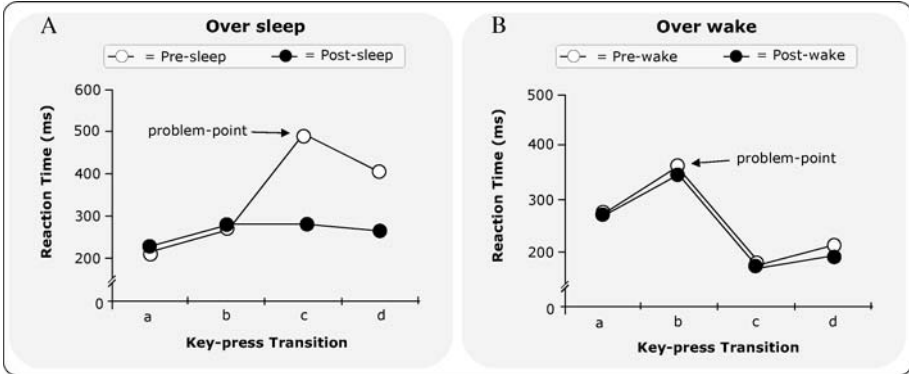 A
Over sleep
= Pre-sleep = Post-sleep
600
500
400
300
200
0
problem-point
Reaction Time (ms)
a b c d
Key-press Transition
B
Over wake
= Pre-wake = Post-wake
500
400
300
200
0
problem-point
Reaction Time (ms)
a b c d
Key-press Transition